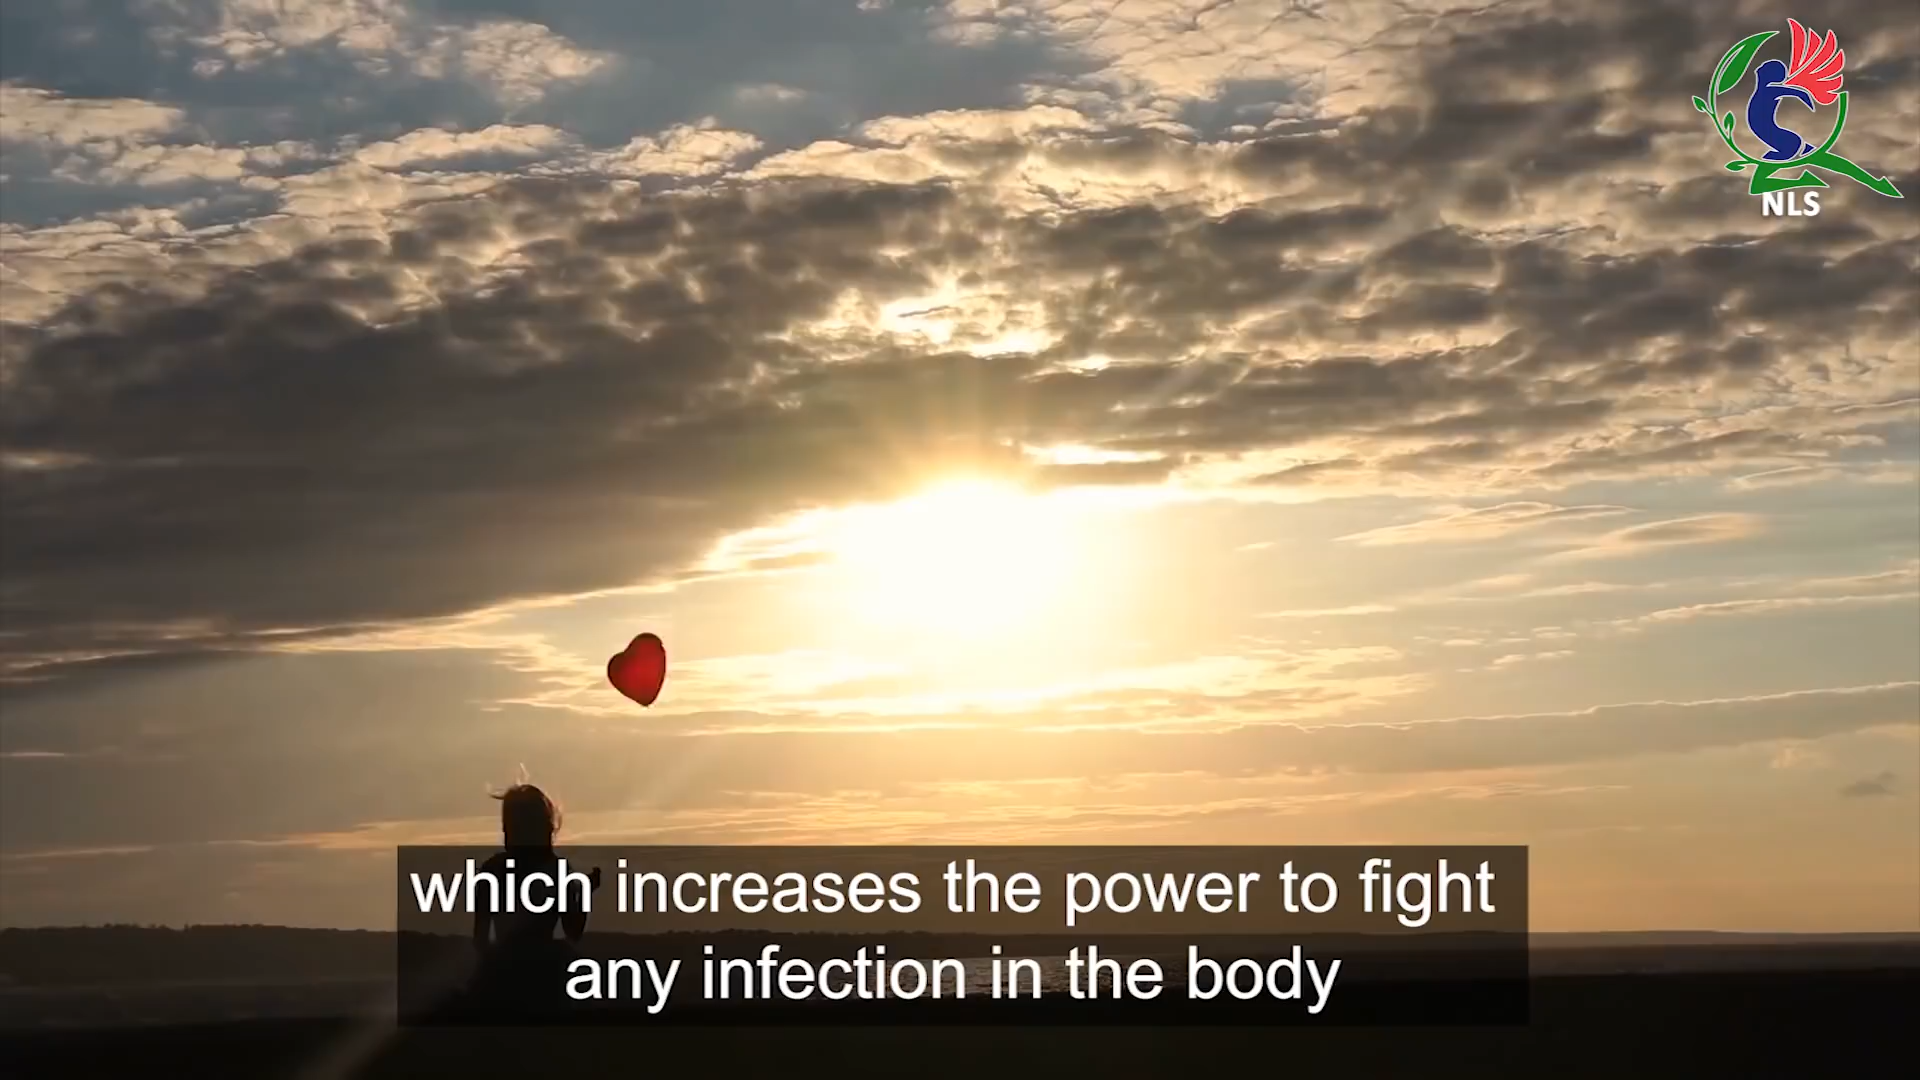 NLS
which increases the power to fight
any infection in the body